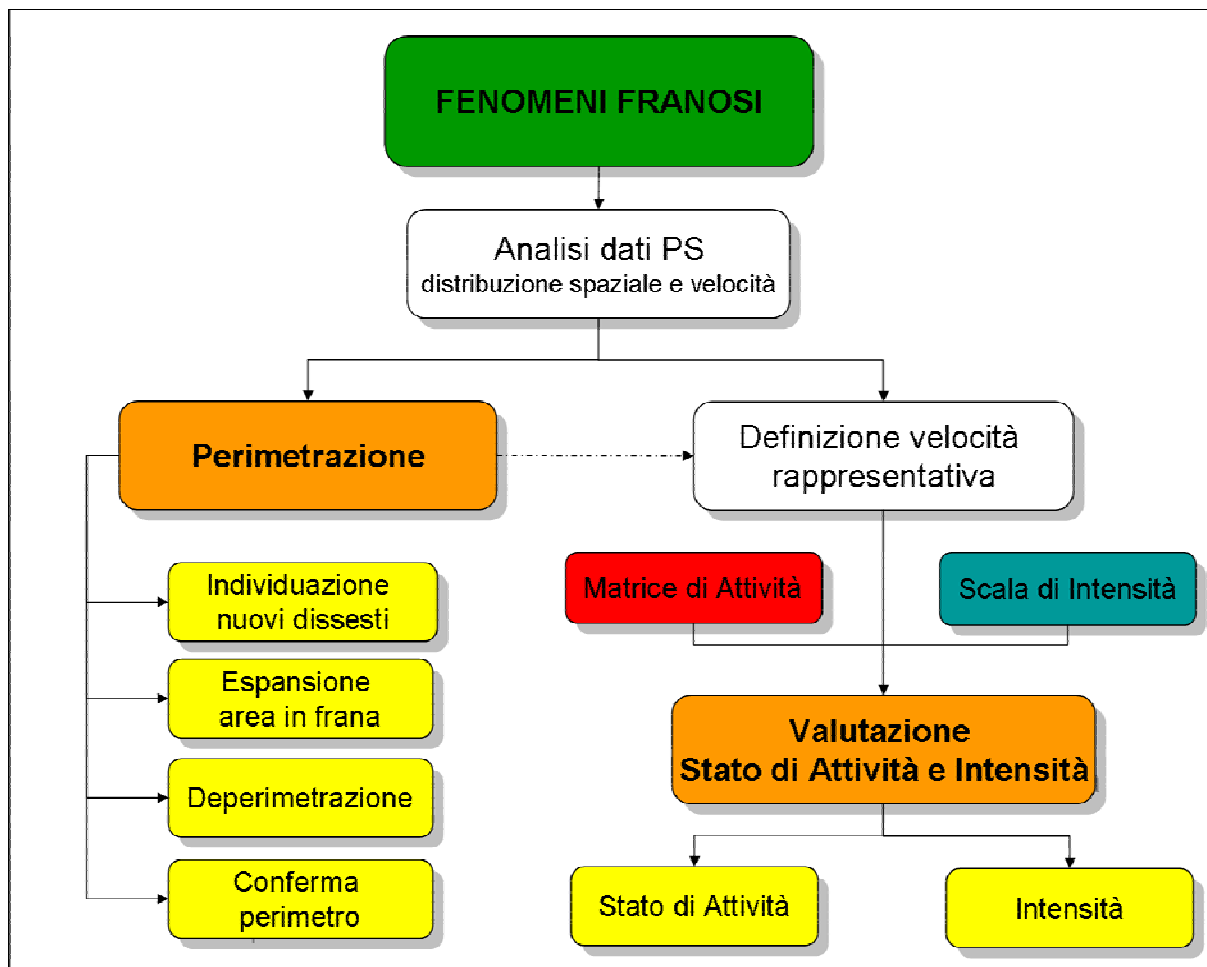 FENOMENI FRANOSI
Analisi dati PS
distribuzione spaziale e velocità
Perimetrazione
Definizione velocità
rappresentativa
Individuazione
nuovi dissesti
Espansione
area in frana
Deperimetrazione
Conferma
perimetro
Matrice di Attività
Scala di Intensità
Valutazione
Stato di Attività e Intensità
Stato di Attività
Intensità